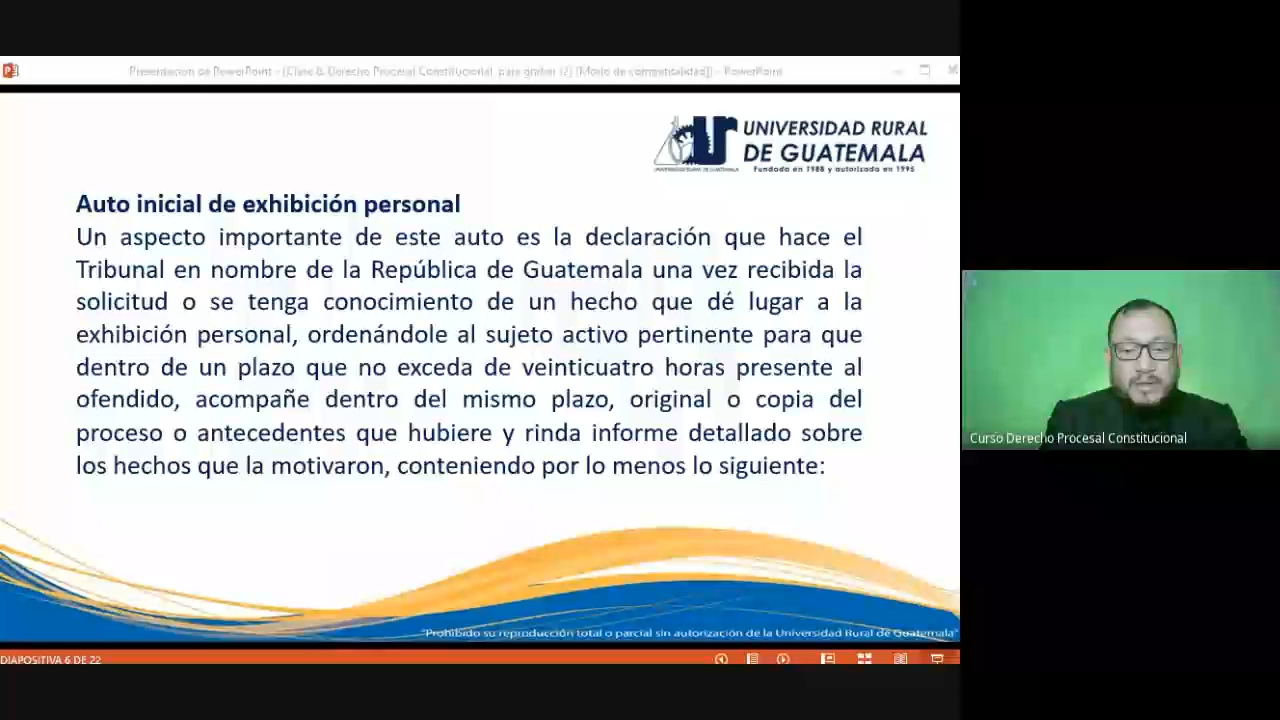 Presentación de PowerPoint - [Clase 8. Derecho Procesal Constitucional para grabar (2) [Modo de compatibilidad]] - PowerPoint
UNIVERSIDAD RURAL
DE GUATEMALA
Fundada en 1988 y autorizada en 1995
UNIVERSIDAD RURAL DE GUATEMALA
Auto inicial de exhibición personal
Un aspecto importante de este auto es la declaración que hace el
Tribunal en nombre de la República de Guatemala una vez recibida la
solicitud o se tenga conocimiento de un hecho que dé lugar a la
exhibición personal, ordenándole al sujeto activo pertinente para que
dentro de un plazo que no exceda de veinticuatro horas presente al
ofendido, acompañe dentro del mismo plazo, original o copia del
proceso o antecedentes que hubiere y rinda informe detallado sobre
los hechos que la motivaron, conteniendo por lo menos lo siguiente:
Curso Derecho Procesal Constitucional
"Prohibido su reproducción total o parcial sin autorización de la Universidad Rural de Guatemala"
DIAPOSITIVA 6 DE 22